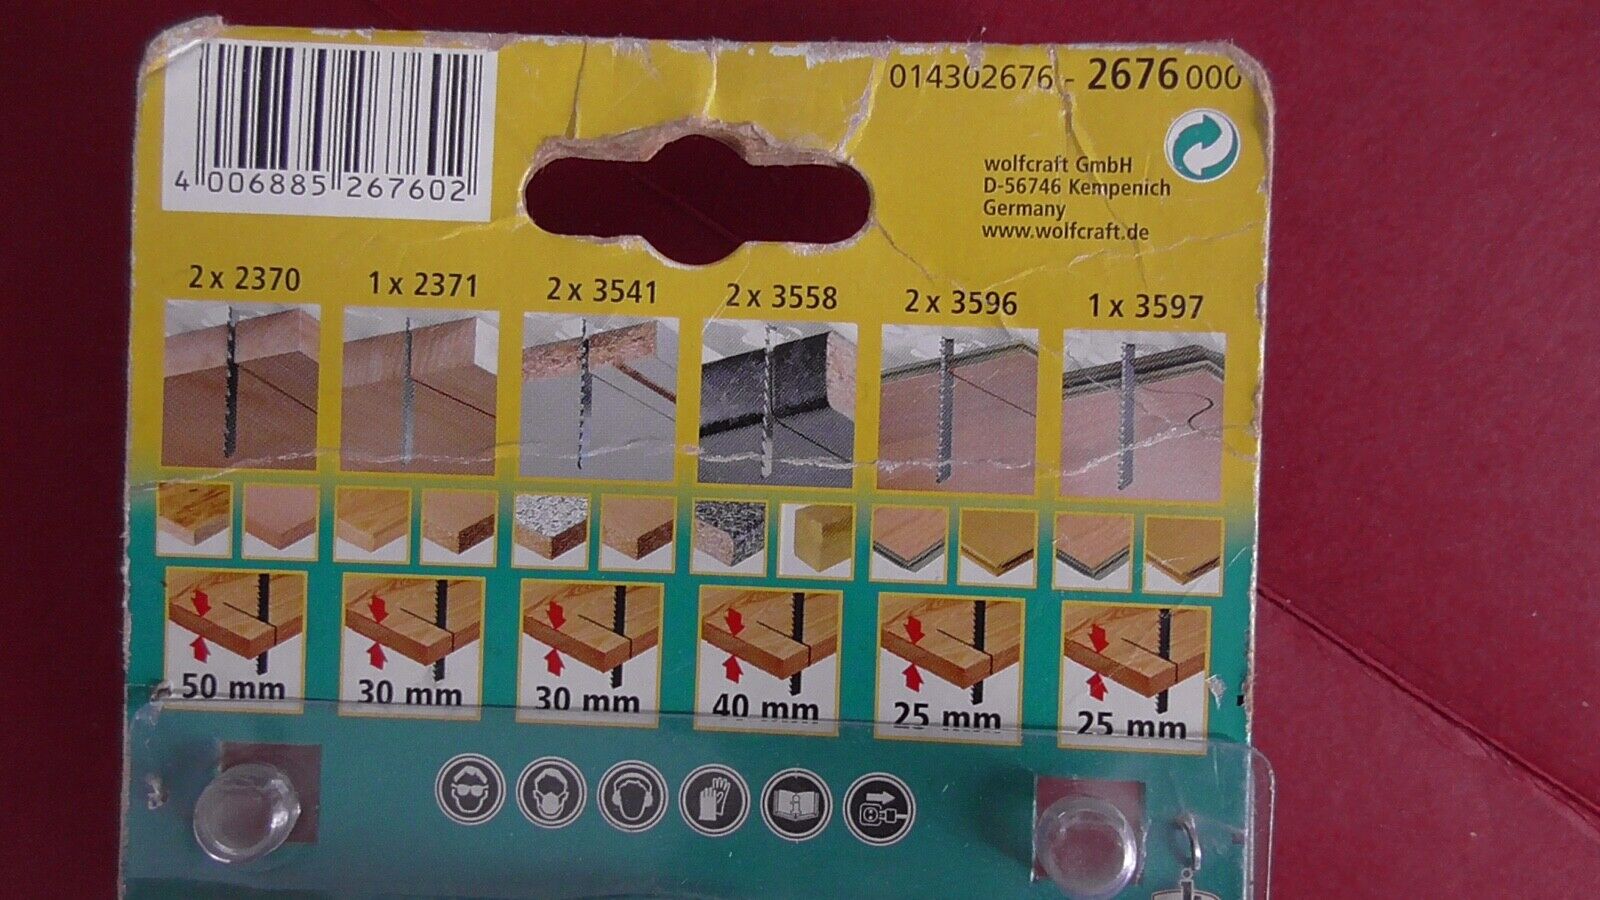 014302676 - 2676 000
4 006885 267602
wolfcraft GmbH
D-56746 Kempenich
Germany
www.wolfcraft.de
2 x 2370 1 x 2371 2 x 3541 2 x 3558 2 x 3596 1 x 3597
50 mm 30 mm 30 mm 40 mm 25 mm 25 mm